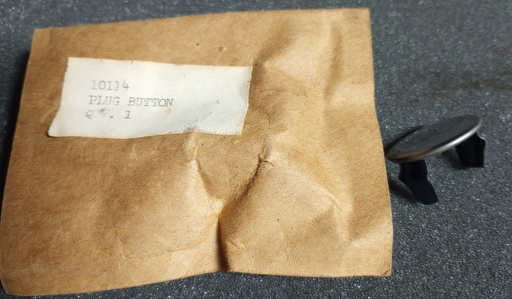 10114
PLUG BUTTON
Q . 1